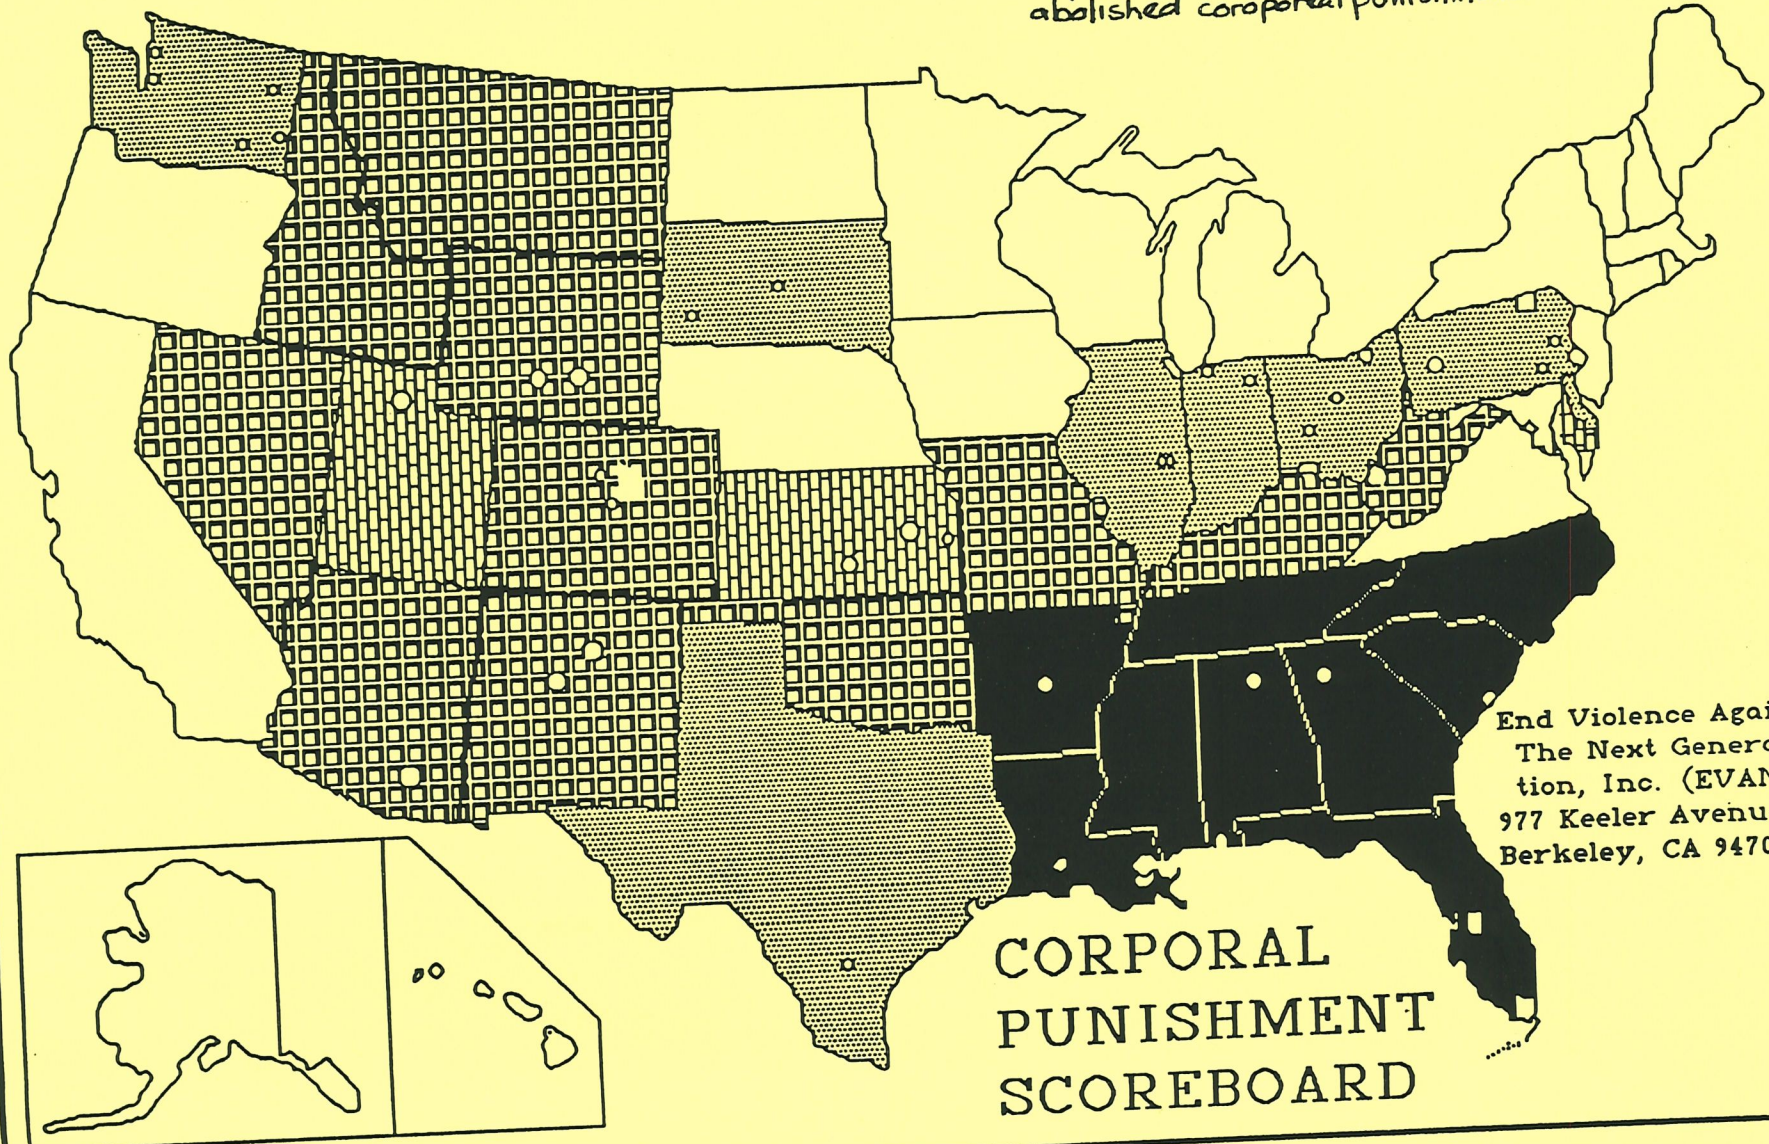 abolished coroporeal
End Violence Agai
The Next Genera
tion, Inc. (EVAN
977 Keeler Avenu
Berkeley, CA 9470
CORPORAL
PUNISHMENT
SCOREBOARD